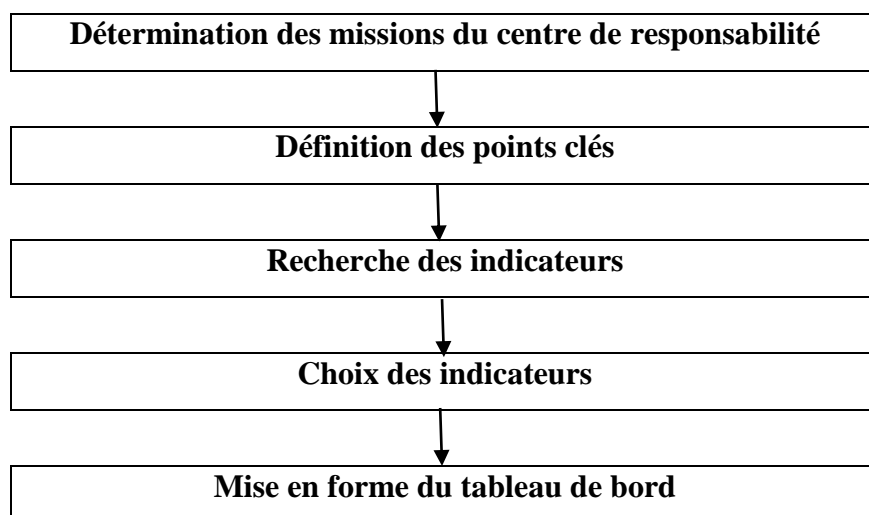 Détermination des missions du centre de responsabilité
Définition des points clés
Recherche des indicateurs
Choix des indicateurs
Mise en forme du tableau de bord